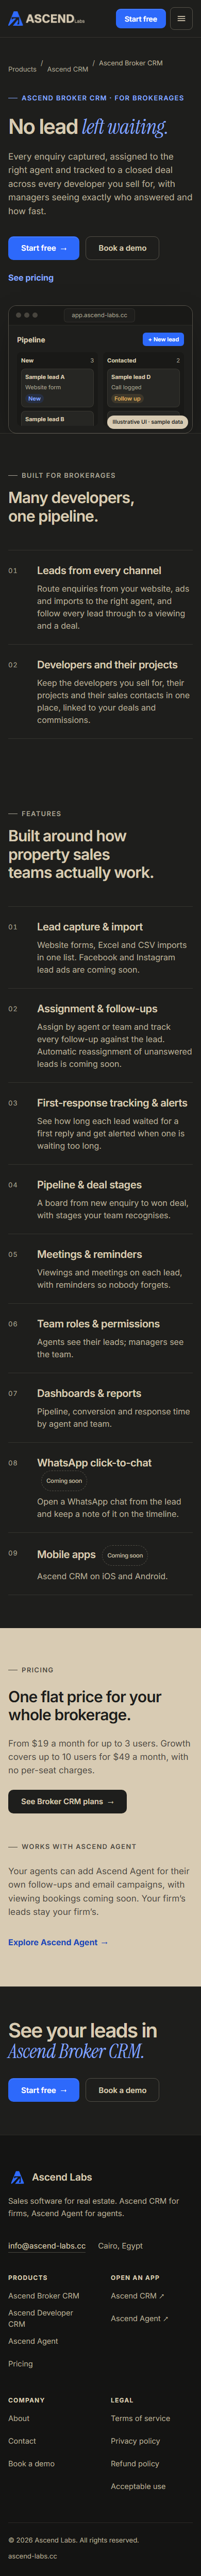 ASCEND Labs
Start free
Products / Ascend CRM / Ascend Broker CRM
ASCEND BROKER CRM · FOR BROKERAGES
No lead left waiting.
Every enquiry captured, assigned to the
right agent and tracked to a closed deal
across every developer you sell for, with
managers seeing exactly who answered and
how fast.
Start free →
Book a demo
See pricing
app.ascend-labs.cc
Pipeline
+ New lead
New 3
Contacted 2
Sample lead A
Website form
New
Sample lead D
Call logged
Follow up
Sample lead B
Illustrative UI · sample data
BUILT FOR BROKERAGES
Many developers,
one pipeline.
01
Leads from every channel
Route enquiries from your website, ads
and imports to the right agent, and
follow every lead through to a viewing
and a deal.
02
Developers and their projects
Keep the developers you sell for, their
projects and their sales contacts in one
place, linked to your deals and
commissions.
FEATURES
Built around how
property sales
teams actually work.
01
Lead capture & import
Website forms, Excel and CSV imports
in one list. Facebook and Instagram
lead ads are coming soon.
02
Assignment & follow-ups
Assign by agent or team and track
every follow-up against the lead.
Automatic reassignment of unanswered
leads is coming soon.
03
First-response tracking & alerts
See how long each lead waited for a
first reply and get alerted when one is
waiting too long.
04
Pipeline & deal stages
A board from new enquiry to won deal,
with stages your team recognises.
05
Meetings & reminders
Viewings and meetings on each lead,
with reminders so nobody forgets.
06
Team roles & permissions
Agents see their leads; managers see
the team.
07
Dashboards & reports
Pipeline, conversion and response time
by agent and team.
08
WhatsApp click-to-chat
Coming soon
Open a WhatsApp chat from the lead
and keep a note of it on the timeline.
09
Mobile apps Coming soon
Ascend CRM on iOS and Android.
PRICING
One flat price for your
whole brokerage.
From $19 a month for up to 3 users. Growth
covers up to 10 users for $49 a month, with
no per-seat charges.
See Broker CRM plans →
WORKS WITH ASCEND AGENT
Your agents can add Ascend Agent for their
own follow-ups and email campaigns, with
viewing bookings coming soon. Your firm's
leads stay your firm's.
Explore Ascend Agent →
See your leads in
Ascend Broker CRM.
Start free →
Book a demo
Ascend Labs
Sales software for real estate. Ascend CRM for
firms, Ascend Agent for agents.
info@ascend-labs.cc
Cairo, Egypt
PRODUCTS
Ascend Broker CRM
Ascend Developer
CRM
Ascend Agent
Pricing
OPEN AN APP
Ascend CRM ↗
Ascend Agent ↗
COMPANY
About
Contact
Book a demo
LEGAL
Terms of service
Privacy policy
Refund policy
Acceptable use
© 2026 Ascend Labs. All rights reserved.
ascend-labs.cc